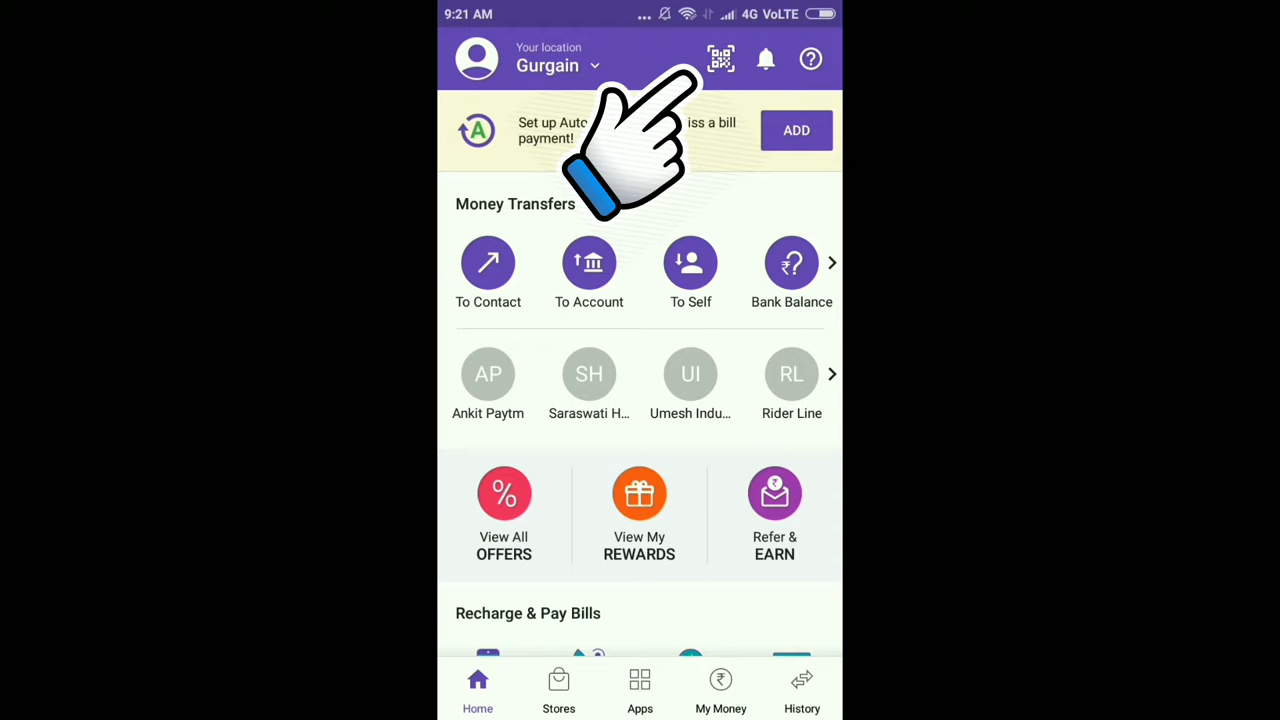 9:21 AM
4G VoLTE
Your location
Gurgain
Set up Auto
iss a bill
payment!
ADD
A
Money Transfers
To Contact
To Account
To Self
Bank Balance
AP
SH
UI
RL
Ankit Paytm
Saraswati H...
Umesh Indu...
Rider Line
%
View All
OFFERS
View My
REWARDS
Refer &
EARN
Recharge & Pay Bills
Home
Stores
Apps
My Money
History